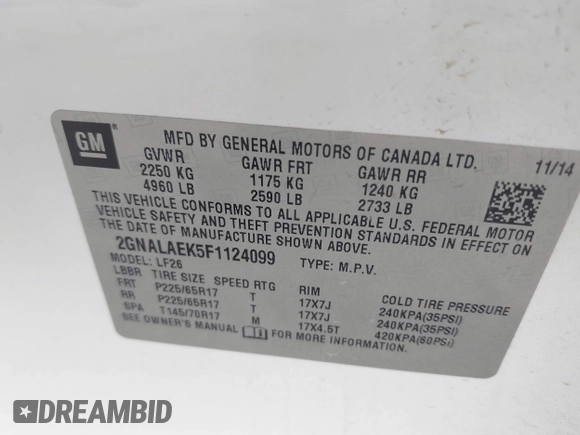 GM
MFD BY GENERAL MOTORS OF CANADA LTD.
11/14
GVWR GAWR FRT GAWR RR
2250 KG 1175 KG 1240 KG
4960 LB 2590 LB 2733 LB
THIS VEHICLE CONFORMS TO ALL APPLICABLE U.S. FEDERAL MOTOR
VEHICLE SAFETY AND THEFT PREVENTION STANDARDS IN EFFECT ON
THE DATE OF MANUFACTURE SHOWN ABOVE.
2GNALAEK5F1124099 TYPE: M.P.V.
MODEL: LF26
LBBR TIRE SIZE SPEED RTG RIM COLD TIRE PRESSURE
FRT P225/65R17 T 17X7J 240KPA(35PSI)
RR P225/65R17 T 17X7J 240KPA(35PSI)
SPA T145/70R17 M 17X4.5T 420KPA(60PSI)
SEE OWNER'S MANUAL FOR MORE INFORMATION.
DREAMBID